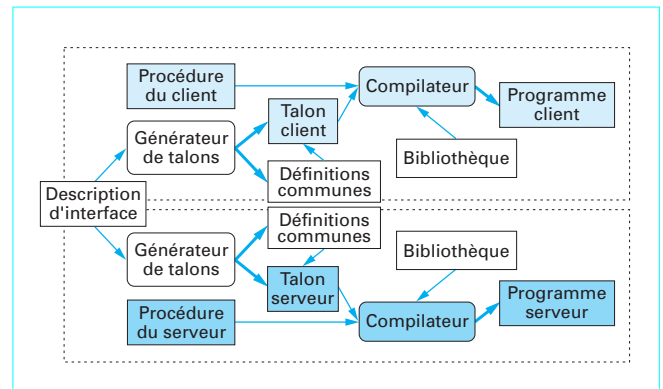 Procédure
du client
Compilateur
Programme
client
Talon
client
Générateur
de talons
Bibliothèque
Définitions
communes
Description
d'interface
Définitions
communes
Générateur
de talons
Bibliothèque
Talon
serveur
Programme
serveur
Procédure
du serveur
Compilateur